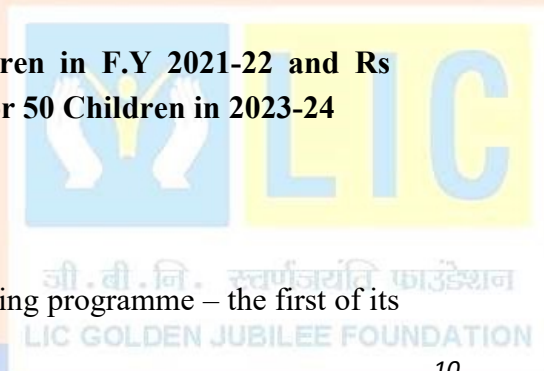 ren in F.Y 2021-22 and Rs
r 50 Children in 2023-24
LIC
जी.बी.नि. स्वर्णजयंति फाउंडेशन
ing programme – the first of its
LIC GOLDEN JUBILEE FOUNDATION
10